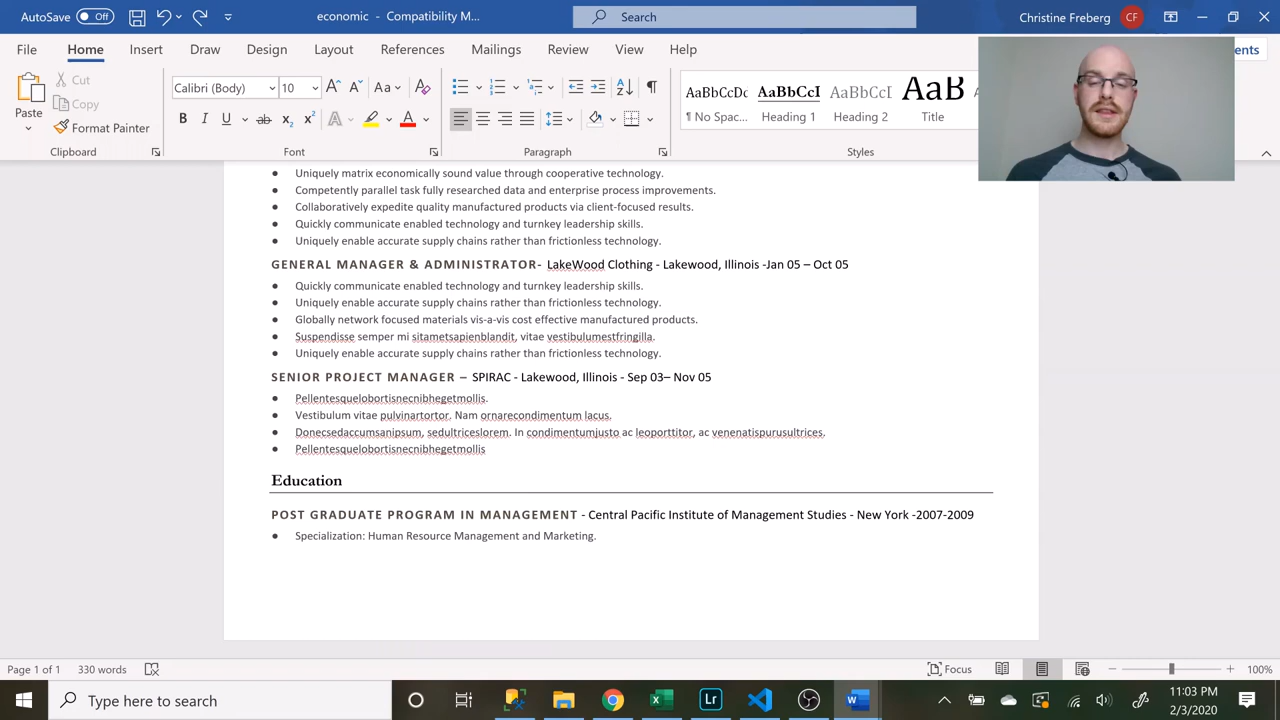 AutoSave Off economic - Compatibility M... Search Christine Freberg CF
File Home Insert Draw Design Layout References Mailings Review View Help
Cut
Copy
Paste
Format Painter
Clipboard
Calibri (Body) 10
Font
Paragraph
AaBbCcDc AaBbCcI AaBbCcI AaB
¶ No Spac... Heading 1 Heading 2 Title
Styles
ents
● Uniquely matrix economically sound value through cooperative technology.
● Competently parallel task fully researched data and enterprise process improvements.
● Collaboratively expedite quality manufactured products via client-focused results.
● Quickly communicate enabled technology and turnkey leadership skills.
● Uniquely enable accurate supply chains rather than frictionless technology.
GENERAL MANAGER & ADMINISTRATOR- LakeWood Clothing - Lakewood, Illinois -Jan 05 – Oct 05
● Quickly communicate enabled technology and turnkey leadership skills.
● Uniquely enable accurate supply chains rather than frictionless technology.
● Globally network focused materials vis-a-vis cost effective manufactured products.
● Suspendisse semper mi sitametsapienblandit, vitae vestibulumestfringilla.
● Uniquely enable accurate supply chains rather than frictionless technology.
SENIOR PROJECT MANAGER – SPIRAC - Lakewood, Illinois - Sep 03– Nov 05
● Pellentesquelobortisnecnibhegetmollis.
● Vestibulum vitae pulvinartortor. Nam ornarecondimentum lacus.
● Donecsedaccumsanipsum, sedultriceslorem. In condimentumjusto ac leoporttitor, ac venenatispurusultrices.
● Pellentesquelobortisnecnibhegetmollis
Education
POST GRADUATE PROGRAM IN MANAGEMENT - Central Pacific Institute of Management Studies - New York -2007-2009
● Specialization: Human Resource Management and Marketing.
Page 1 of 1 330 words Focus 100%
Type here to search
11:03 PM
2/3/2020